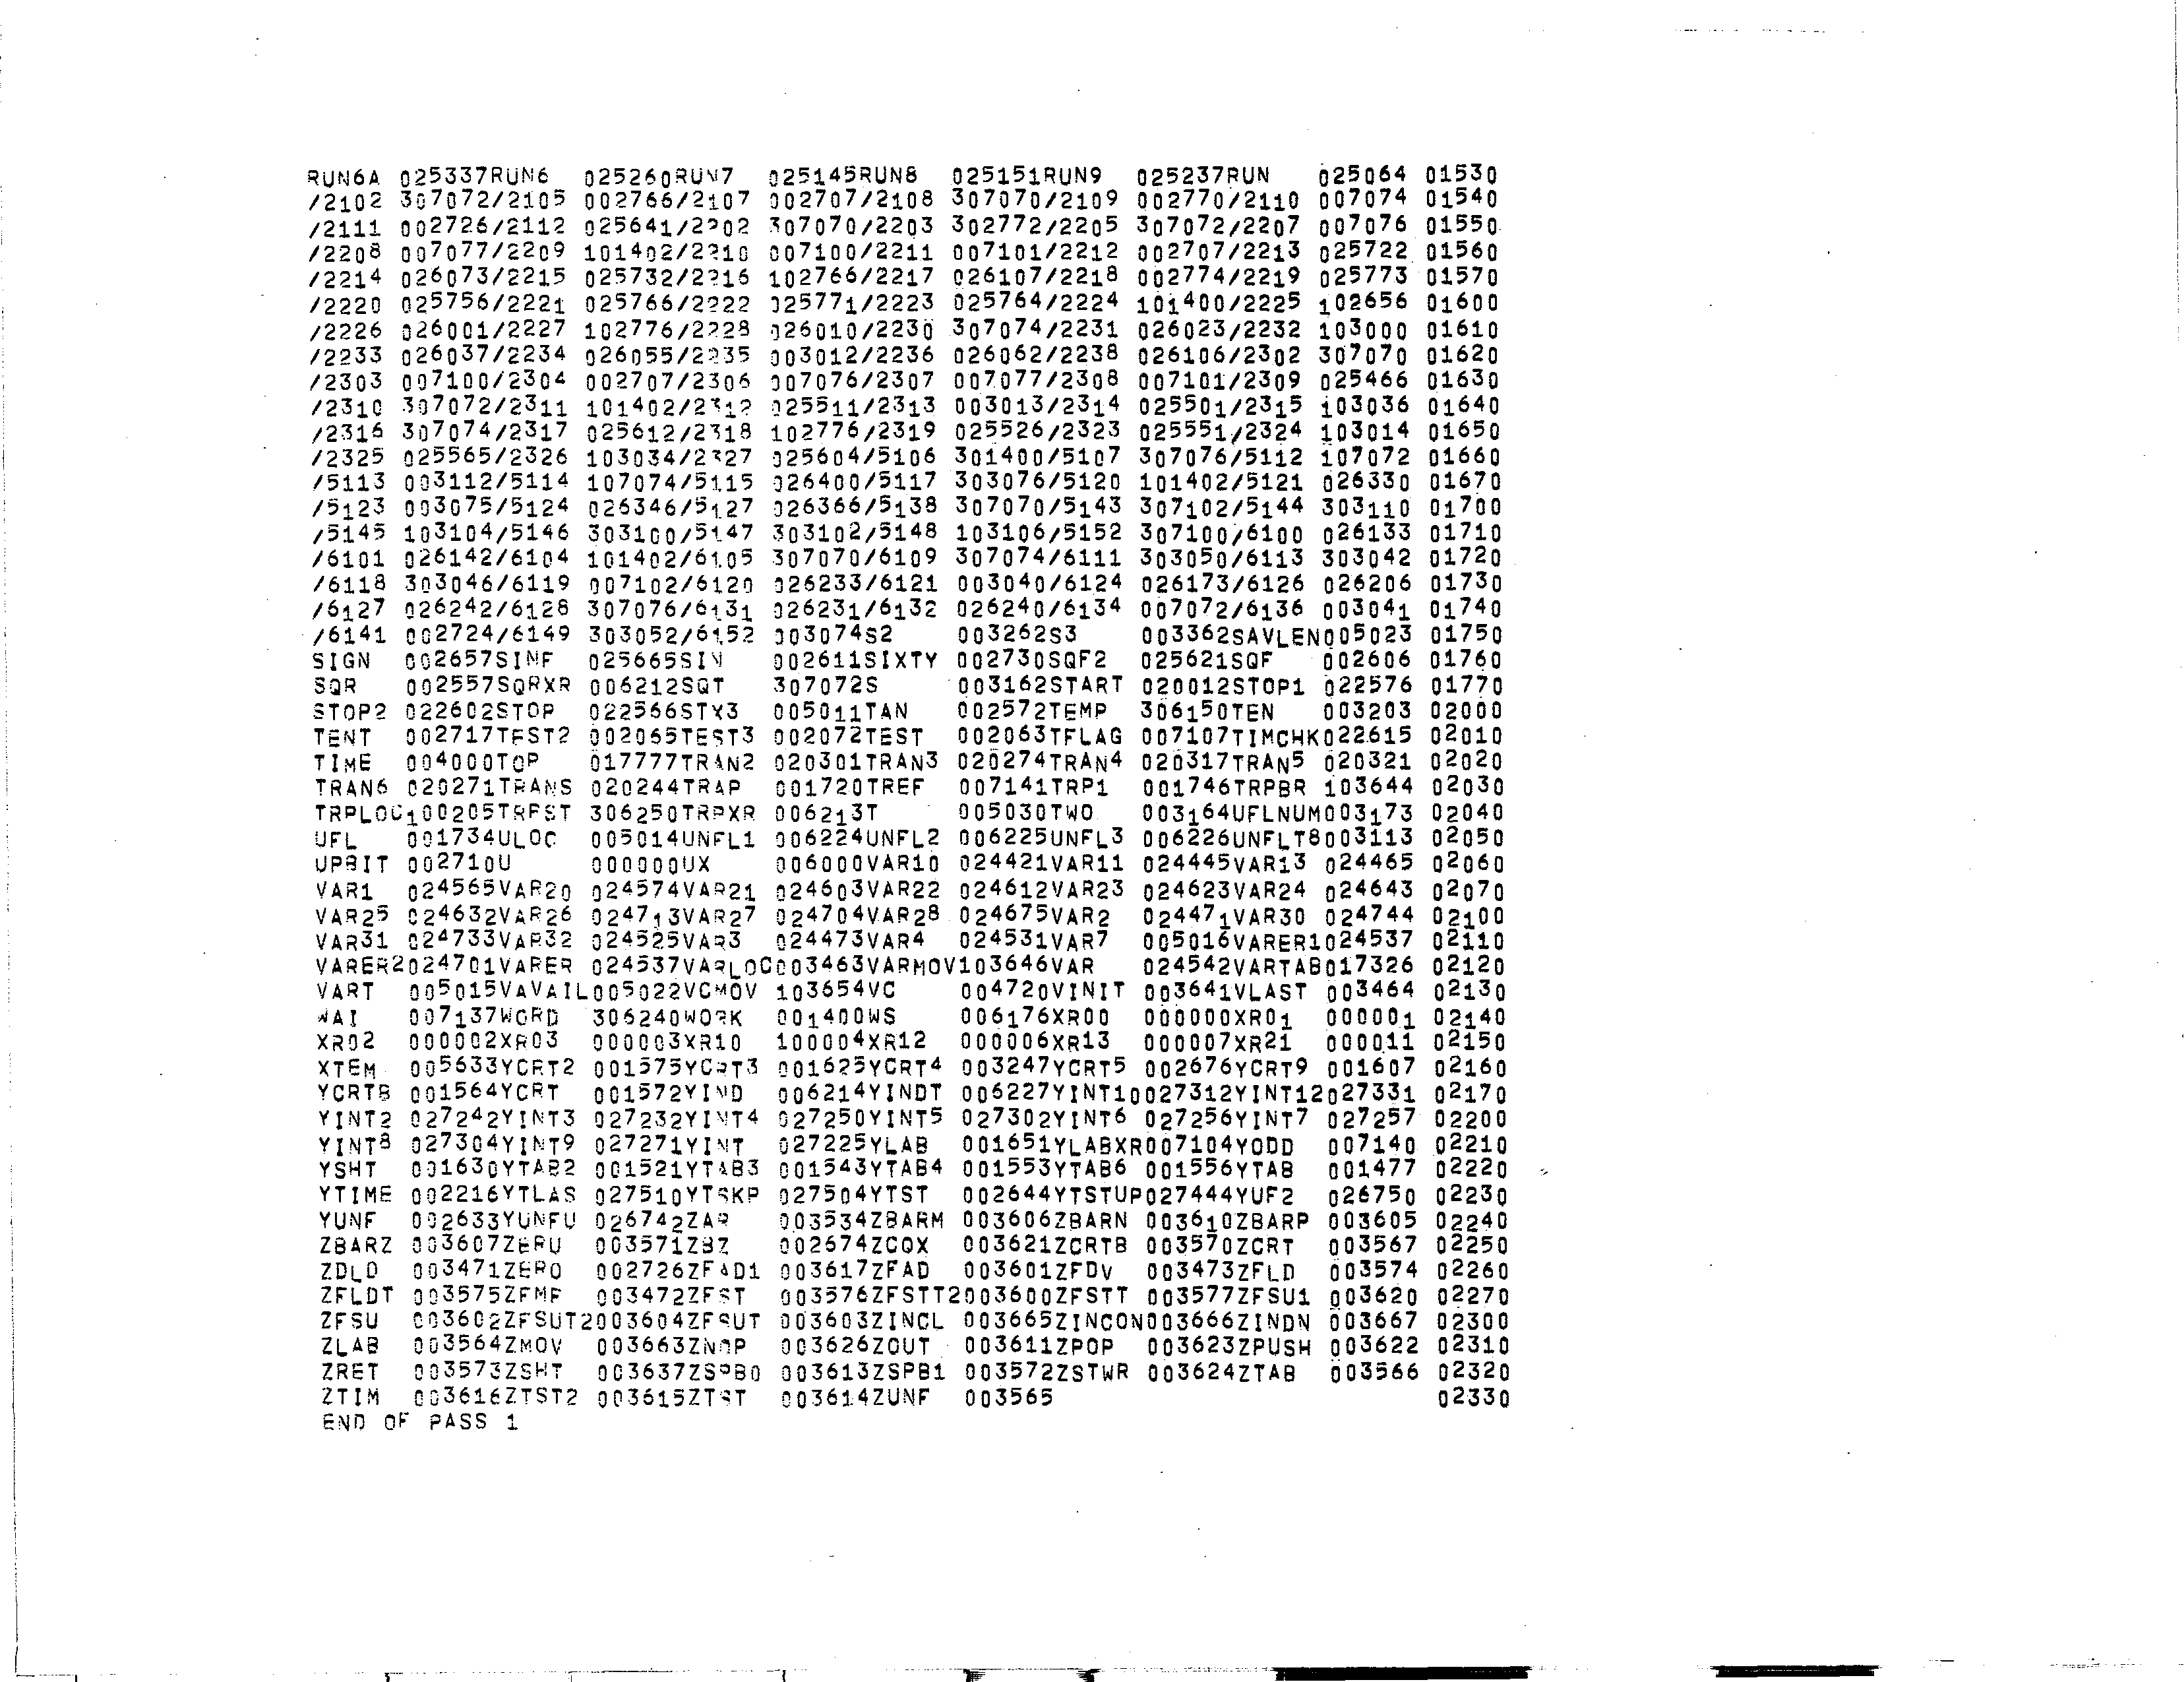 RUN6A 025337RUN6   025260RUN7   025145RUN8   025151RUN9   025237RUN    025064 01530
/2102 307072/2105 002766/2107 002707/2108 307070/2109 002770/2110 007074 01540
/2111 002726/2112 025641/2202 307070/2203 302772/2205 307072/2207 007076 01550
/2208 007077/2209 101402/2210 007100/2211 007101/2212 002707/2213 025722 01560
/2214 026073/2215 025732/2216 102766/2217 026107/2218 002774/2219 025773 01570
/2220 025756/2221 025766/2222 025771/2223 025764/2224 101400/2225 102656 01600
/2226 026001/2227 102776/2228 026010/2230 307074/2231 026023/2232 103000 01610
/2233 026037/2234 026055/2235 003012/2236 026062/2238 026106/2302 307070 01620
/2303 007100/2304 002707/2306 007076/2307 007077/2308 007101/2309 025466 01630
/2310 307072/2311 101402/2312 025511/2313 003013/2314 025501/2315 103036 01640
/2316 307074/2317 025612/2318 102776/2319 025526/2323 025551/2324 103014 01650
/2325 025565/2326 103034/2327 025604/5106 301400/5107 307076/5112 107072 01660
/5113 003112/5114 107074/5115 026400/5117 303076/5120 101402/5121 026330 01670
/5123 003075/5124 026346/5127 026366/5138 307070/5143 307102/5144 303110 01700
/5145 103104/5146 303100/5147 303102/5148 103106/5152 307100/6100 026133 01710
/6101 026142/6104 101402/6105 307070/6109 307074/6111 303050/6113 303042 01720
/6118 303046/6119 007102/6120 026233/6121 003040/6124 026173/6126 026206 01730
/6127 026242/6128 307076/6131 026231/6132 026240/6134 007072/6136 003041 01740
/6141 002724/6149 303052/6152 003074S2     003262S3     003362SAVLEN005023 01750
SIGN  002657SINF  025665SIN   002611SIXTY 002730SQF2  025621SQF   002606 01760
SQR   002557SQRXR 006212SQT   307072S     003162START 020012STOP1 022576 01770
STOP2 022602STOP  022566STX3  005011TAN   002572TEMP  306150TEN   003203 02000
TENT  002717TEST2 002065TEST3 002072TEST  002063TFLAG 007107TIMCHK022615 02010
TIME  004000TOP   017777TRAN2 020301TRAN3 020274TRAN4 020317TRAN5 020321 02020
TRAN6 020271TRANS 020244TRAP  001720TREF  007141TRP1  001746TRPBR 103644 02030
TRPLOC100205TRFST 306250TRPXR 006213T     005030TWO   003164UFLNUM003173 02040
UFL   001734ULOC  005014UNFL1 006224UNFL2 006225UNFL3 006226UNFLT8003113 02050
UPBIT 002710U     000000UX    006000VAR10 024421VAR11 024445VAR13 024465 02060
VAR1  024565VAR20 024574VAR21 024603VAR22 024612VAR23 024623VAR24 024643 02070
VAR25 024632VAR26 024713VAR27 024704VAR28 024675VAR2  024471VAR30 024744 02100
VAR31 024733VAR32 024525VAR3  024473VAR4  024531VAR7  005016VARER1024537 02110
VARER2024701VARER 024537VARLOC003463VARMOV103646VAR   024542VARTAB017326 02120
VART  005015VAVAIL005022VCMOV 103654VC    004720VINIT 003641VLAST 003464 02130
WAI   007137WORD  306240WORK  001400WS    006176XR00  000000XR01  000001 02140
XR02  000002XR03  000003XR10  100004XR12  000006XR13  000007XR21  000011 02150
XTEM  005633YCRT2 001575YCRT3 001625YCRT4 003247YCRT5 002676YCRT9 001607 02160
YCRTB 001564YCRT  001572YIND  006214YINDT 006227YINT10027312YINT12027331 02170
YINT2 027242YINT3 027232YINT4 027250YINT5 027302YINT6 027256YINT7 027257 02200
YINT8 027304YINT9 027271YINT  027225YLAB  001651YLABXR007104YODD  007140 02210
YSHT  001630YTAB2 001521YTAB3 001543YTAB4 001553YTAB6 001556YTAB  001477 02220
YTIME 002216YTLAS 027510YTSKP 027504YTST  002644YTSTUP027444YUF2  026750 02230
YUNF  002633YUNFU 026742ZAR   003534ZBARM 003606ZBARN 003610ZBARP 003605 02240
ZBARZ 003607ZERU  003571ZBZ   002674ZCQX  003621ZCRTB 003570ZCRT  003567 02250
ZDLD  003471ZERO  002726ZFAD1 003617ZFAD  003601ZFDV  003473ZFLD  003574 02260
ZFLDT 003575ZFMF  003472ZFST  003576ZFSTT2003600ZFSTT 003577ZFSU1 003620 02270
ZFSU  003602ZFSUT2003604ZFSUT 003603ZINCL 003665ZINCON003666ZINDN 003667 02300
ZLAB  003564ZMOV  003663ZNOP  003626ZOUT  003611ZPOP  003623ZPUSH 003622 02310
ZRET  003573ZSHT  003637ZSPB0 003613ZSPB1 003572ZSTWR 003624ZTAB  003566 02320
ZTIM  003616ZTST2 003615ZTST  003614ZUNF  003565                         02330
END OF PASS 1